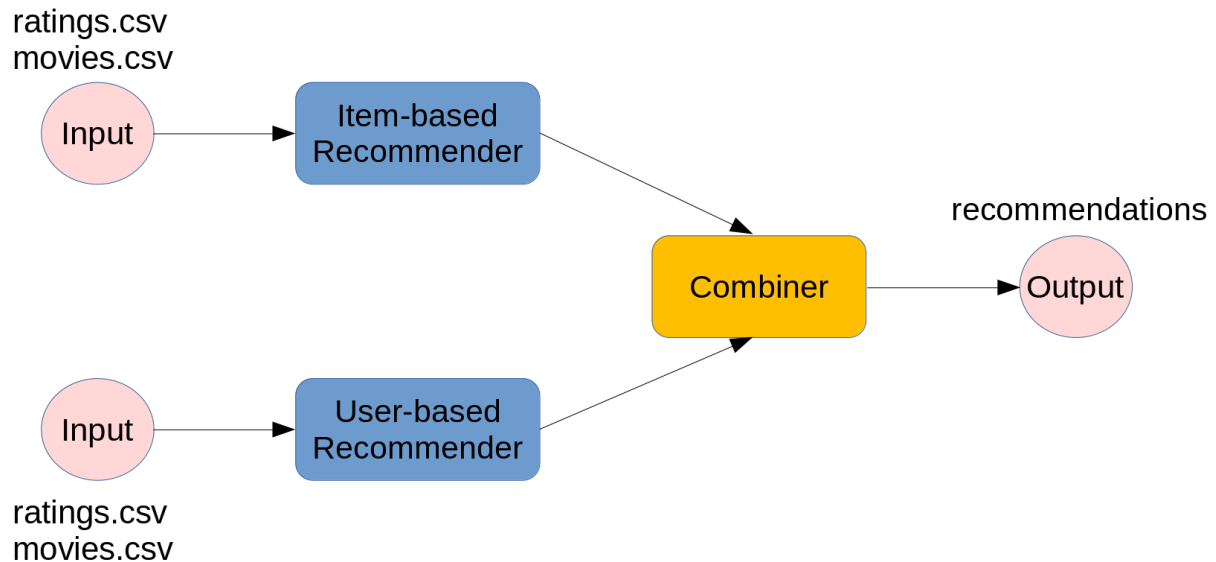 ratings.csv
movies.csv
Input
Item-based
Recommender
recommendations
Combiner
Output
Input
User-based
Recommender
ratings.csv
movies.csv